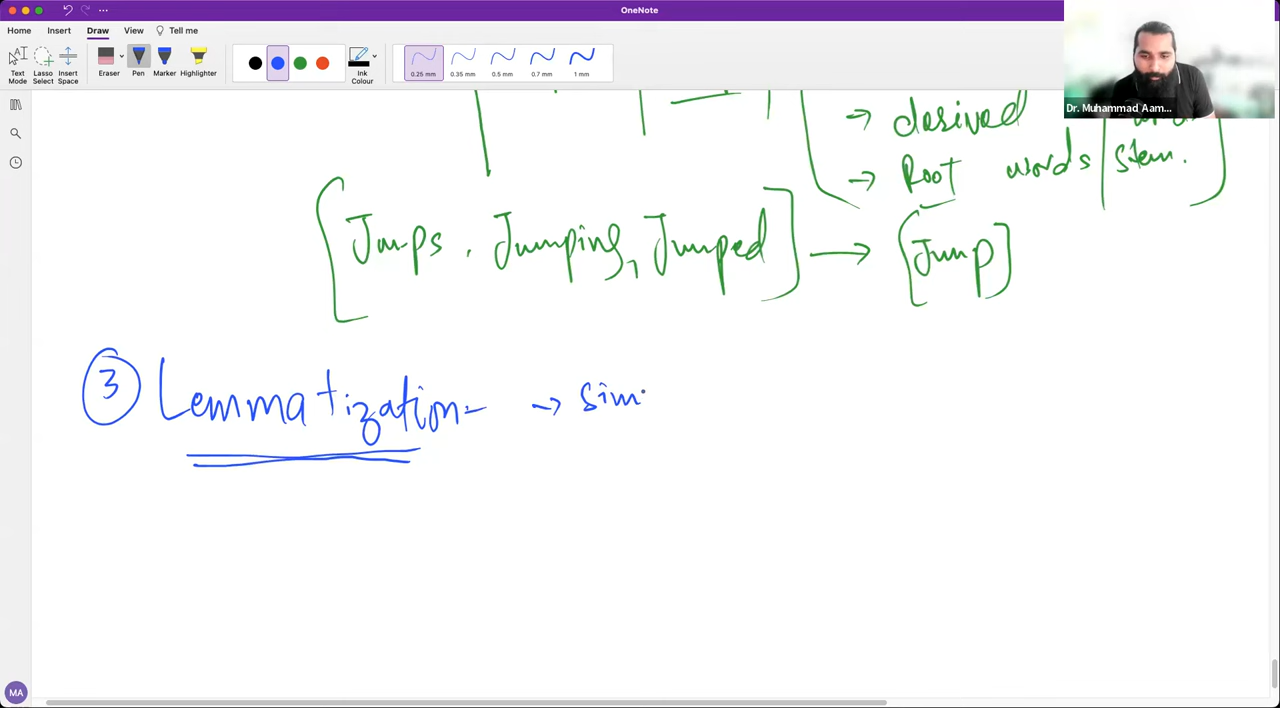 OneNote
Home Insert Draw View Tell me
Text Mode
Lasso Select
Insert Space
Eraser
Pen
Marker
Highlighter
Ink Colour
0.25 mm
0.35 mm
0.5 mm
0.7 mm
1 mm
Dr. Muhammad Aam...
→ derived
→ Root words stem.
[Jumps, Jumping, Jumped] → [Jump]
③ Lemmatization → sim
MA